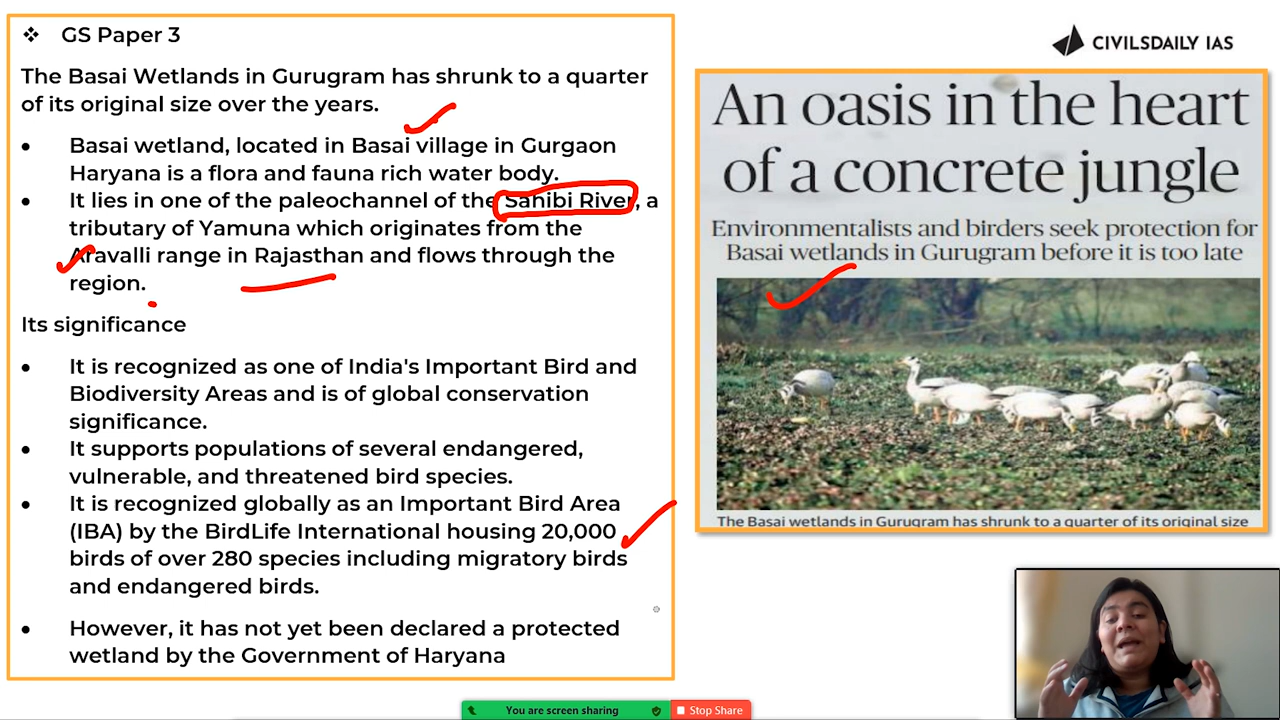 ❖ GS Paper 3
The Basai Wetlands in Gurugram has shrunk to a quarter
of its original size over the years.
• Basai wetland, located in Basai village in Gurgaon
Haryana is a flora and fauna rich water body.
• It lies in one of the paleochannel of the Sahibi River, a
tributary of Yamuna which originates from the
Aravalli range in Rajasthan and flows through the
region.
Its significance
• It is recognized as one of India's Important Bird and
Biodiversity Areas and is of global conservation
significance.
• It supports populations of several endangered,
vulnerable, and threatened bird species.
• It is recognized globally as an Important Bird Area
(IBA) by the BirdLife International housing 20,000
birds of over 280 species including migratory birds
and endangered birds.
• However, it has not yet been declared a protected
wetland by the Government of Haryana
CIVILSDAILY IAS
An oasis in the heart
of a concrete jungle
Environmentalists and birders seek protection for
Basai wetlands in Gurugram before it is too late
The Basai wetlands in Gurugram has shrunk to a quarter of its original size
You are screen sharing
Stop Share